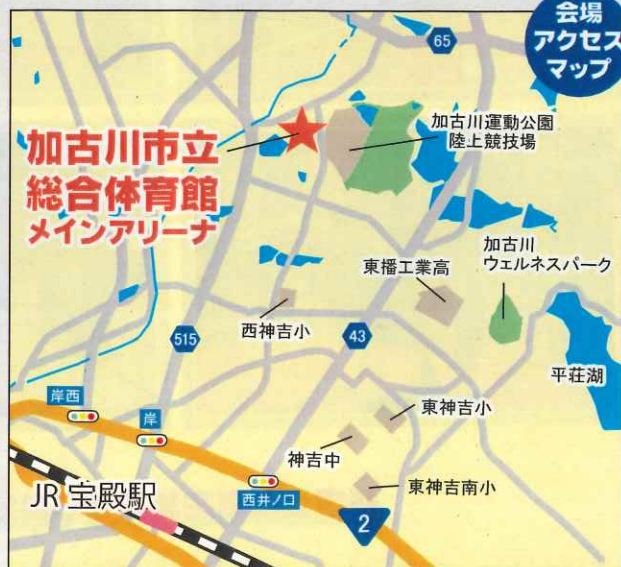 会場
アクセス
マップ
65
加古川市立
総合体育館
メインアリーナ
加古川運動公園
陸上競技場
加古川
ウェルネスパーク
東播工業高
西神吉小
515
43
平荘湖
岸西
岸
東神吉小
神吉中
東神吉南小
西井ノ口
JR 宝殿駅
2